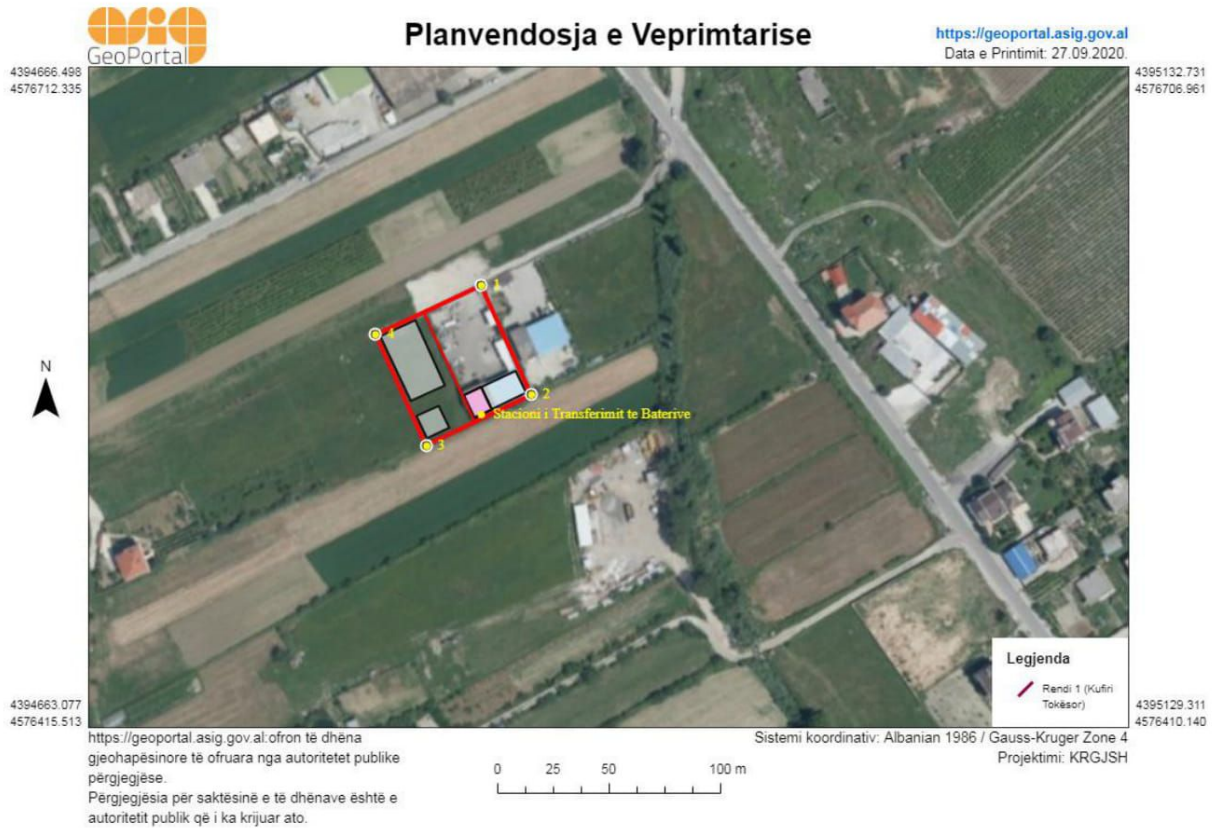 asig
GeoPortal
Planvendosja e Veprimtarise
https://geoportal.asig.gov.al
Data e Printimit: 27.09.2020.
4394666.498
4576712.335
4395132.731
4576706.961
1
4
2
Stacioni i Transferimit te Baterive
3
N
Legjenda
Rendi 1 (Kufiri
Tokësor)
4394663.077
4576415.513
4395129.311
4576410.140
https://geoportal.asig.gov.al:ofron të dhëna
gjeohapësinore të ofruara nga autoritetet publike
përgjegjëse.
Përgjegjësia për saktësinë e të dhënave është e
autoritetit publik që i ka krijuar ato.
0 25 50 100 m
Sistemi koordinativ: Albanian 1986 / Gauss-Kruger Zone 4
Projektimi: KRGJSH